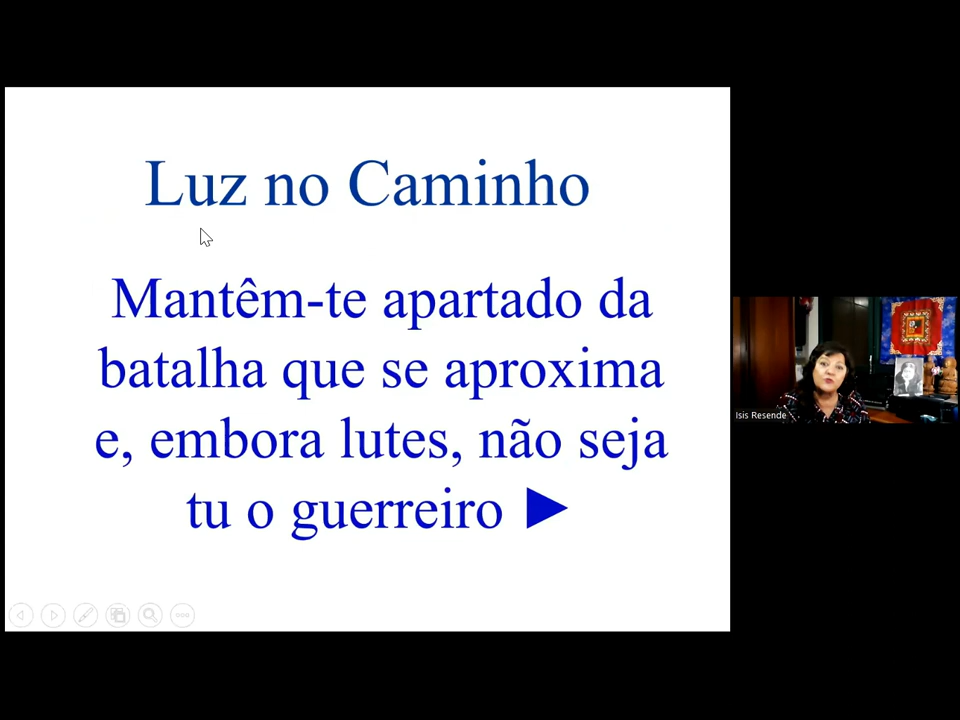 Luz no Caminho
Mantêm-te apartado da
batalha que se aproxima
e, embora lutes, não seja
tu o guerreiro ►
Isis Resende